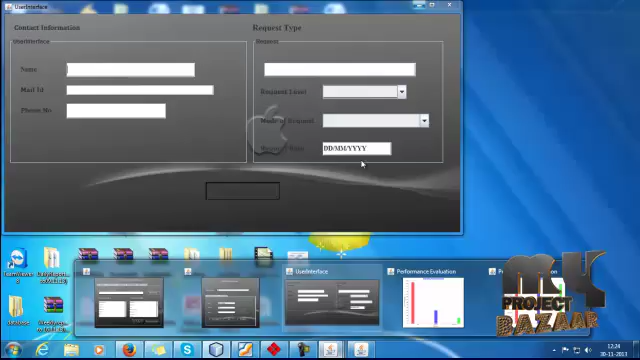 UserInterface
Contact Information
Request Type
UserInterface
Request
Name
Mail Id
Request Level
Phone No
Mode of Request
DD/MM/YYYY
UserInterface
Performance Evaluation
PROJECT
BAZAAR
12:24
30-11-2013